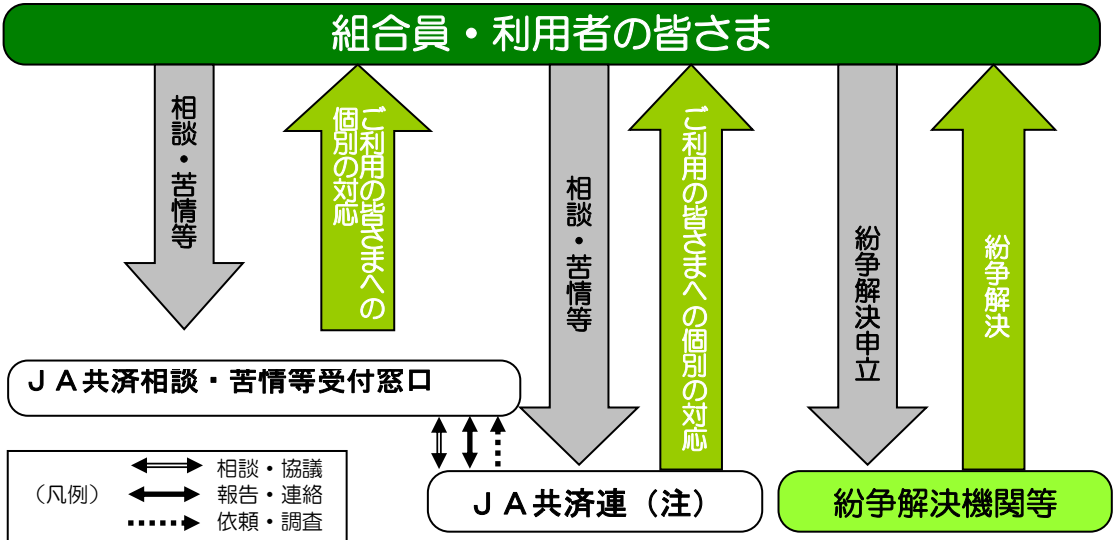 組合員・利用者の皆さま
相談・苦情等
ご利用の皆さまへの
個別の対応
相談・苦情等
ご利用の皆さまへの個別の対応
紛争解決申立
紛争解決
ＪＡ共済相談・苦情等受付窓口
（凡例）
相談・協議
報告・連絡
依頼・調査
ＪＡ共済連（注）
紛争解決機関等